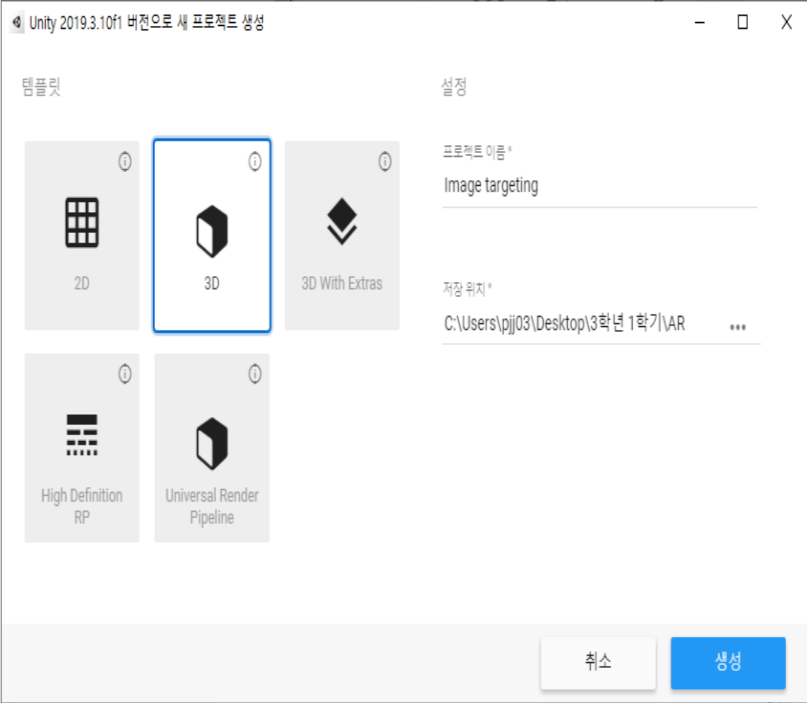 Unity 2019.3.10f1 버전으로 새 프로젝트 생성
템플릿
2D
3D
3D With Extras
High Definition
RP
Universal Render
Pipeline
설정
프로젝트 이름 *
Image targeting
저장 위치 *
C:\Users\pjj03\Desktop\3학년 1학기\AR
취소
생성